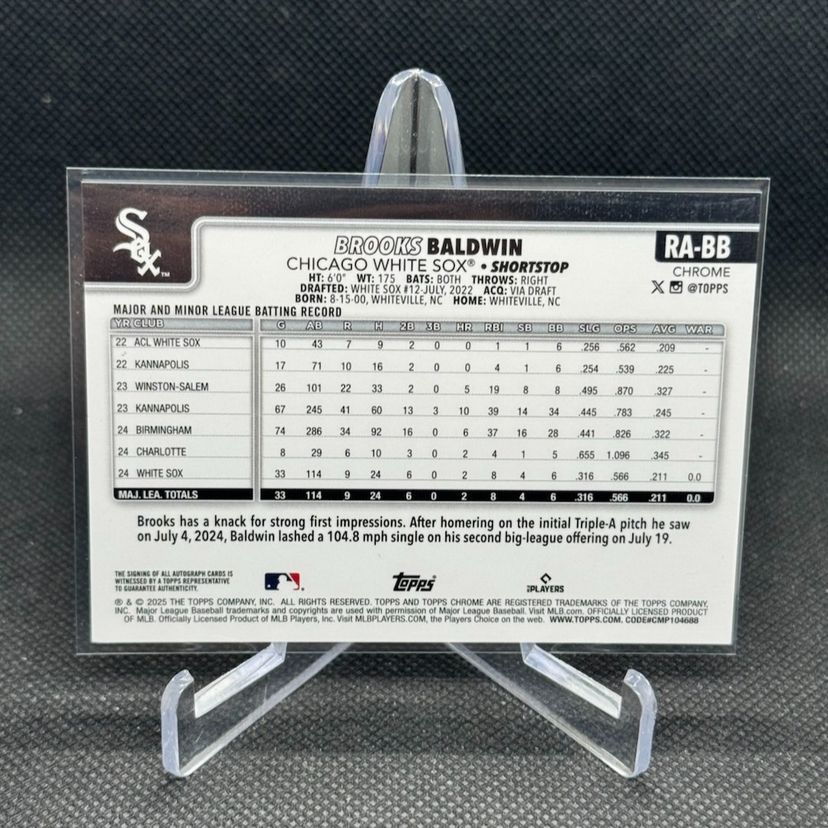 Sox TM
BROOKS BALDWIN
RA-BB
CHICAGO WHITE SOX® • SHORTSTOP
CHROME
HT: 6'0" WT: 175 BATS: BOTH THROWS: RIGHT
X @TOPPS
DRAFTED: WHITE SOX #12-JULY, 2022 ACQ: VIA DRAFT
BORN: 8-15-00, WHITEVILLE, NC HOME: WHITEVILLE, NC
MAJOR AND MINOR LEAGUE BATTING RECORD
YR CLUB G AB R H 2B 3B HR RBI SB BB SLG OPS AVG WAR
22 ACL WHITE SOX 10 43 7 9 2 0 0 1 1 6 .256 .562 .209 -
22 KANNAPOLIS 17 71 10 16 2 0 0 4 1 6 .254 .539 .225 -
23 WINSTON-SALEM 26 101 22 33 2 0 5 19 8 8 .495 .870 .327 -
23 KANNAPOLIS 67 245 41 60 13 3 10 39 14 34 .445 .783 .245 -
24 BIRMINGHAM 74 286 34 92 16 0 6 37 16 28 .441 .826 .322 -
24 CHARLOTTE 8 29 6 10 3 0 2 4 1 5 .655 1.096 .345 -
24 WHITE SOX 33 114 9 24 6 0 2 8 4 6 .316 .566 .211 0.0
MAJ. LEA. TOTALS 33 114 9 24 6 0 2 8 4 6 .316 .566 .211 0.0
Brooks has a knack for strong first impressions. After homering on the initial Triple-A pitch he saw
on July 4, 2024, Baldwin lashed a 104.8 mph single on his second big-league offering on July 19.
THE SIGNING OF ALL AUTOGRAPH CARDS IS
WITNESSED BY A TOPPS REPRESENTATIVE
TO GUARANTEE AUTHENTICITY.
Topps®
PLAYERS
® & © 2025 THE TOPPS COMPANY, INC. ALL RIGHTS RESERVED. TOPPS AND TOPPS CHROME ARE REGISTERED TRADEMARKS OF THE TOPPS COMPANY,
INC. Major League Baseball trademarks and copyrights are used with permission of Major League Baseball. Visit MLB.com. OFFICIALLY LICENSED PRODUCT
OF MLB. Officially Licensed Product of MLB Players, Inc. Visit MLBPLAYERS.COM, the Players Choice on the web. WWW.TOPPS.COM. CODE#CMP104688